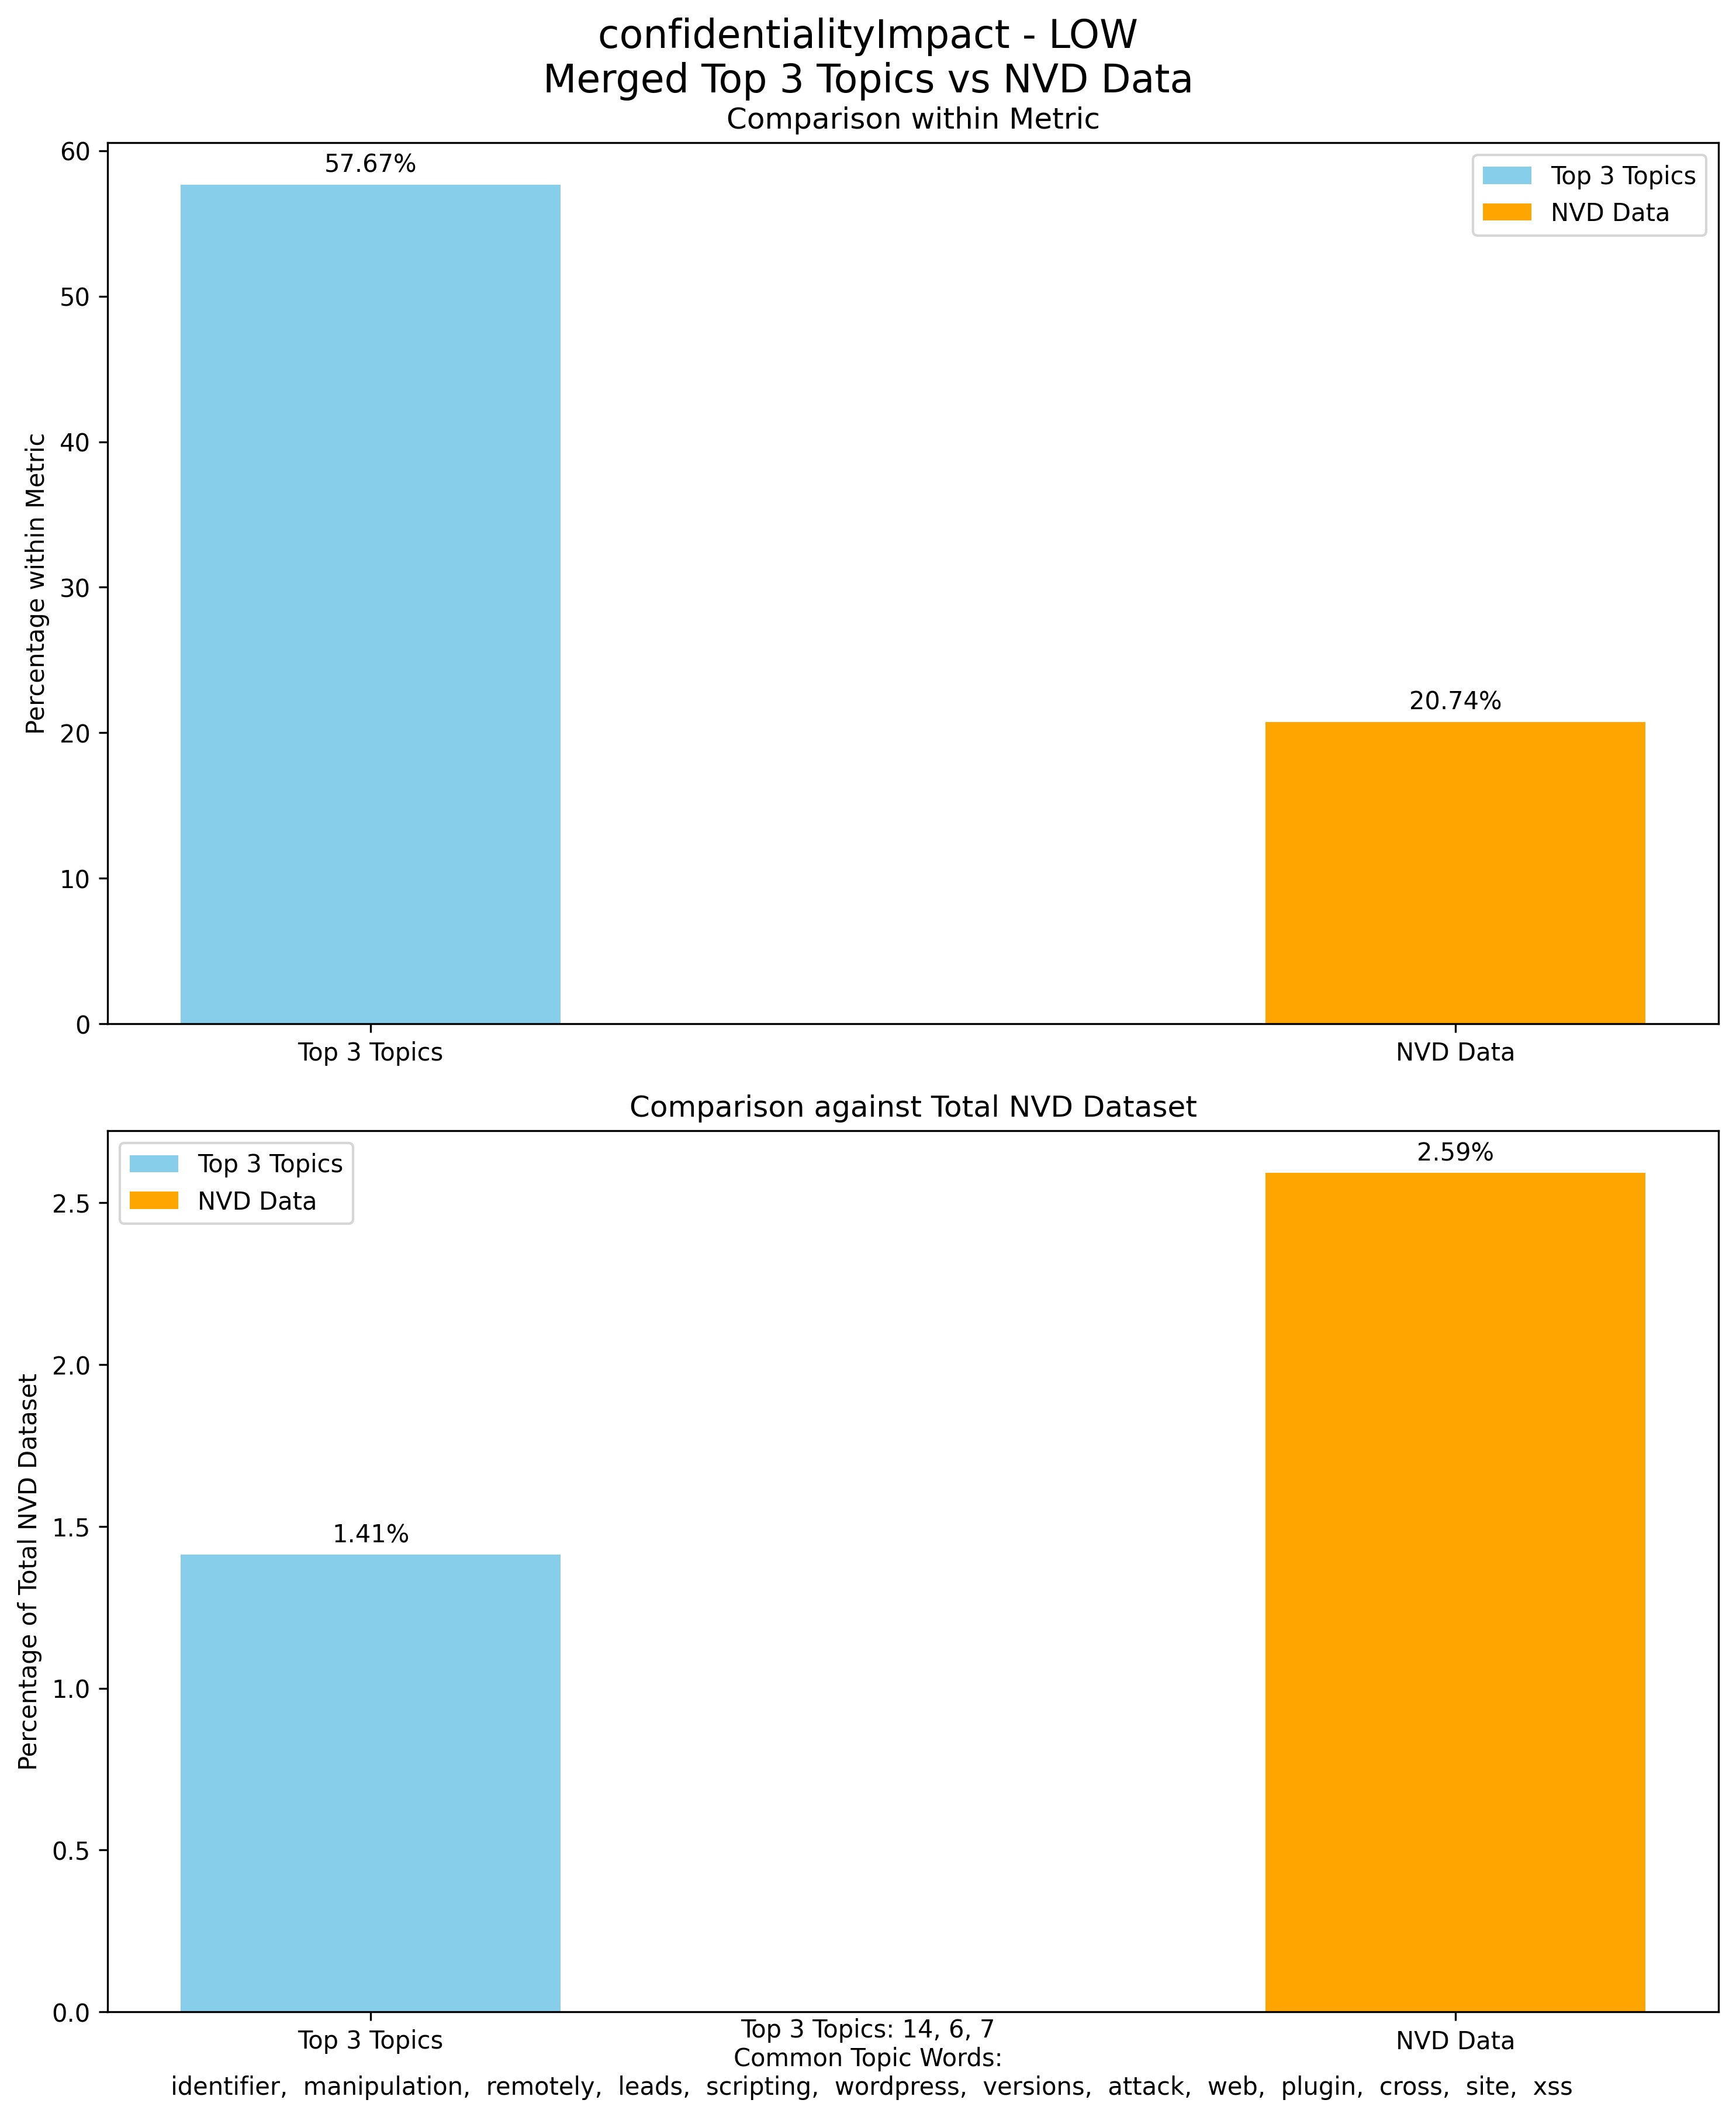 confidentialityImpact - LOW
Merged Top 3 Topics vs NVD Data
Comparison within Metric
60
50
40
30
20
10
0
Percentage within Metric
57.67%
20.74%
Top 3 Topics
NVD Data
Top 3 Topics
NVD Data
Comparison against Total NVD Dataset
Top 3 Topics
NVD Data
2.5
2.0
1.5
1.0
0.5
0.0
Percentage of Total NVD Dataset
1.41%
2.59%
Top 3 Topics
NVD Data
Top 3 Topics: 14, 6, 7
Common Topic Words:
identifier, manipulation, remotely, leads, scripting, wordpress, versions, attack, web, plugin, cross, site, xss